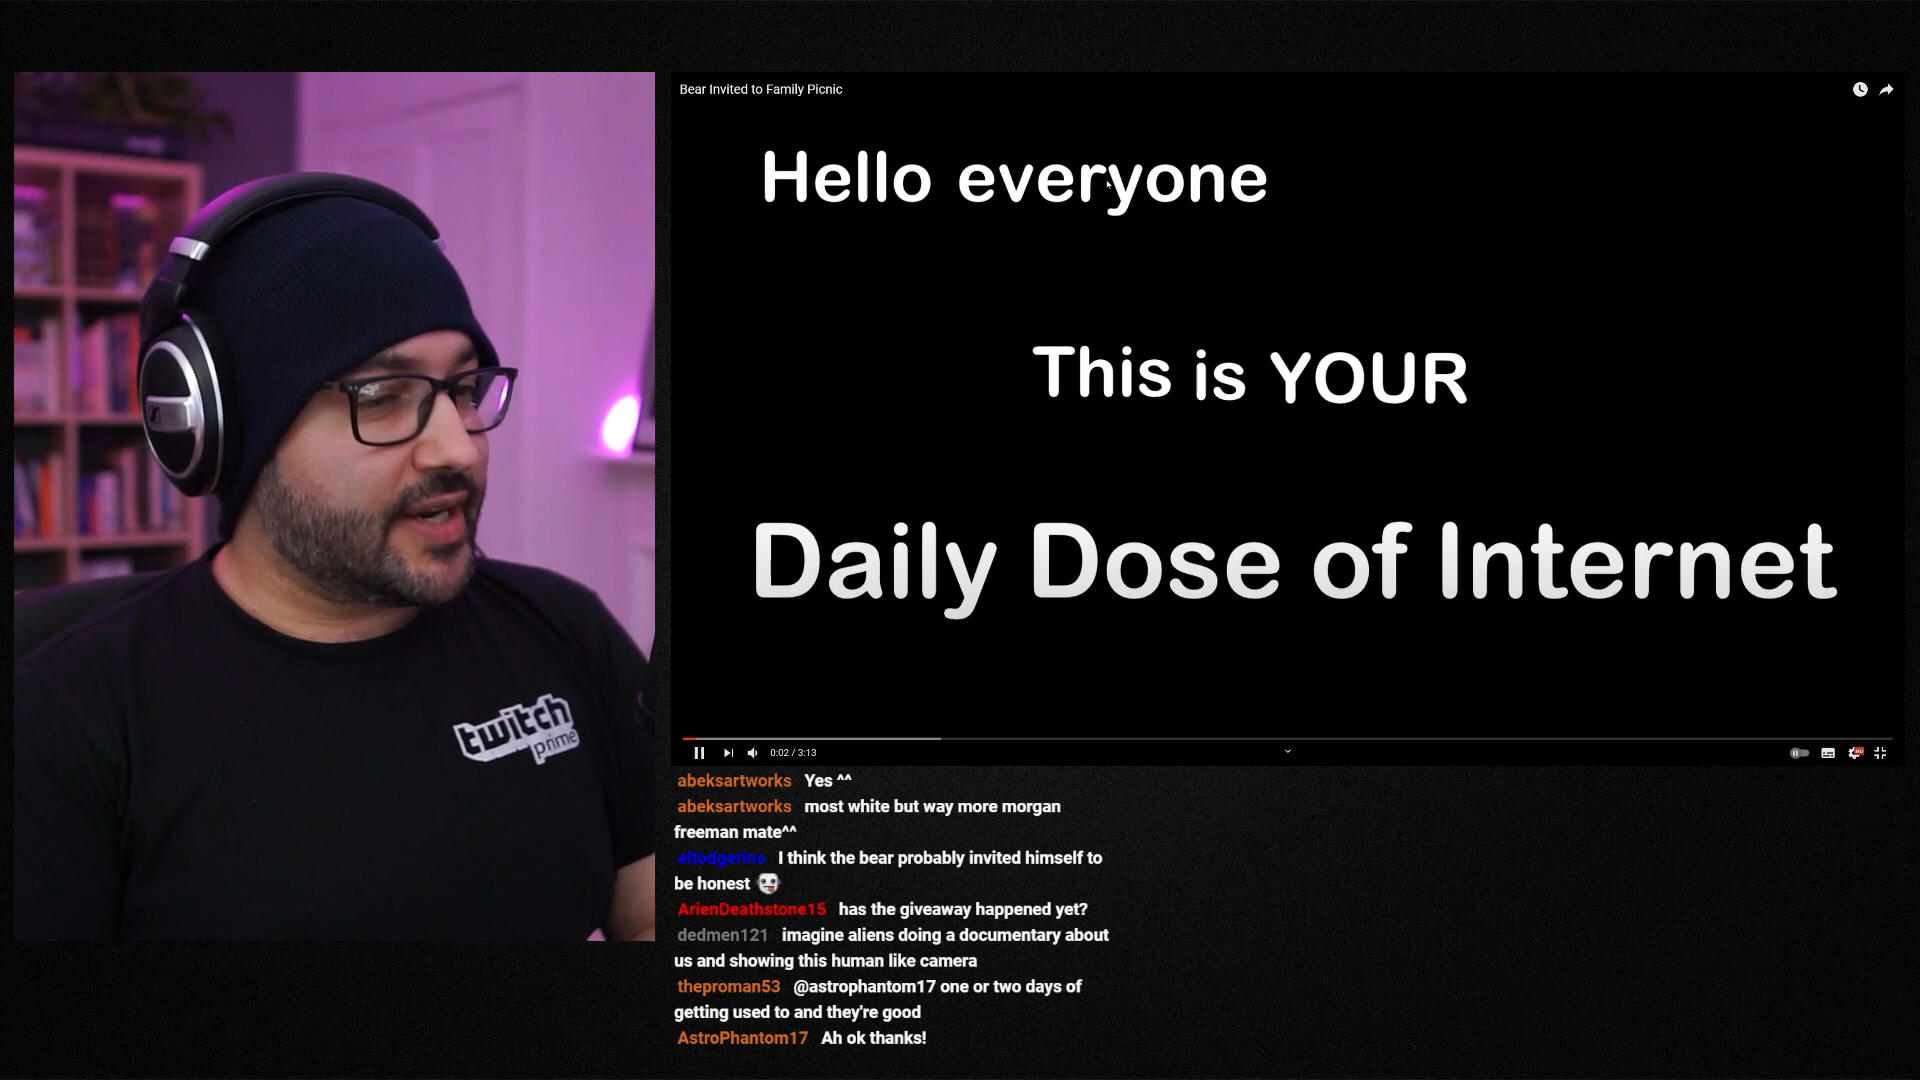 Bear Invited to Family Picnic
Hello everyone
This is YOUR
Daily Dose of Internet
twitch
prime
0:02 / 3:13
HD
abeksartworks Yes ^^
abeksartworks most white but way more morgan
freeman mate^^
eltodgerino I think the bear probably invited himself to
be honest
ArienDeathstone15 has the giveaway happened yet?
dedmen121 imagine aliens doing a documentary about
us and showing this human like camera
theproman53 @astrophantom17 one or two days of
getting used to and they're good
AstroPhantom17 Ah ok thanks!